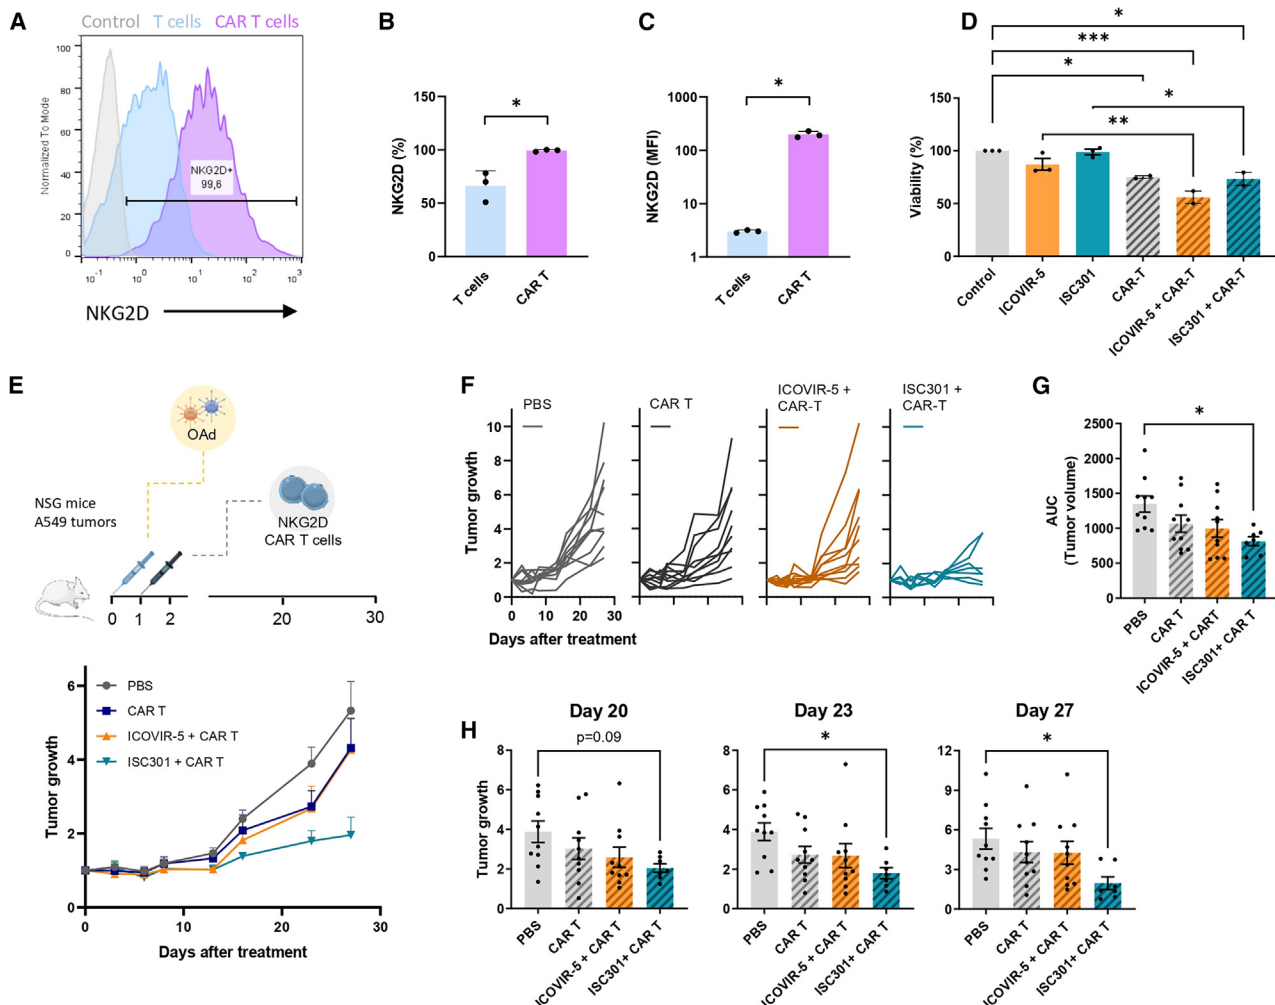 A
Control T cells CAR T cells
Normalized To Mode
100
80
60
40
20
0
NKG2D+
99,6
10⁻¹ 10⁰ 10¹ 10² 10³
NKG2D
B
NKG2D (%)
150
100
50
0
*
T cells CAR T
C
NKG2D (MFI)
1000
100
10
1
*
T cells CAR T
D
Viability (%)
150
100
50
0
*
***
*
*
**
Control ICOVIR-5 ISC301 CAR-T ICOVIR-5 + CAR-T ISC301 + CAR-T
E
OAd
NSG mice
A549 tumors
NKG2D
CAR T cells
0 1 2 20 30
Tumor growth
6
4
2
0
PBS
CAR T
ICOVIR-5 + CAR T
ISC301 + CAR T
0 10 20 30
Days after treatment
F
PBS
CAR T
ICOVIR-5 +
CAR-T
ISC301 +
CAR-T
Tumor growth
10
8
6
4
2
0
0 10 20 30
Days after treatment
G
AUC
(Tumor volume)
2500
2000
1500
1000
500
0
*
PBS CAR T ICOVIR-5 + CART ISC301+ CAR T
H
Day 20
p=0.09
Tumor growth
8
6
4
2
0
PBS CAR T ICOVIR-5 + CAR T ISC301+ CAR T
Day 23
*
8
6
4
2
0
PBS CAR T ICOVIR-5 + CAR T ISC301+ CAR T
Day 27
*
12
9
6
3
0
PBS CAR T ICOVIR-5 + CAR T ISC301+ CAR T